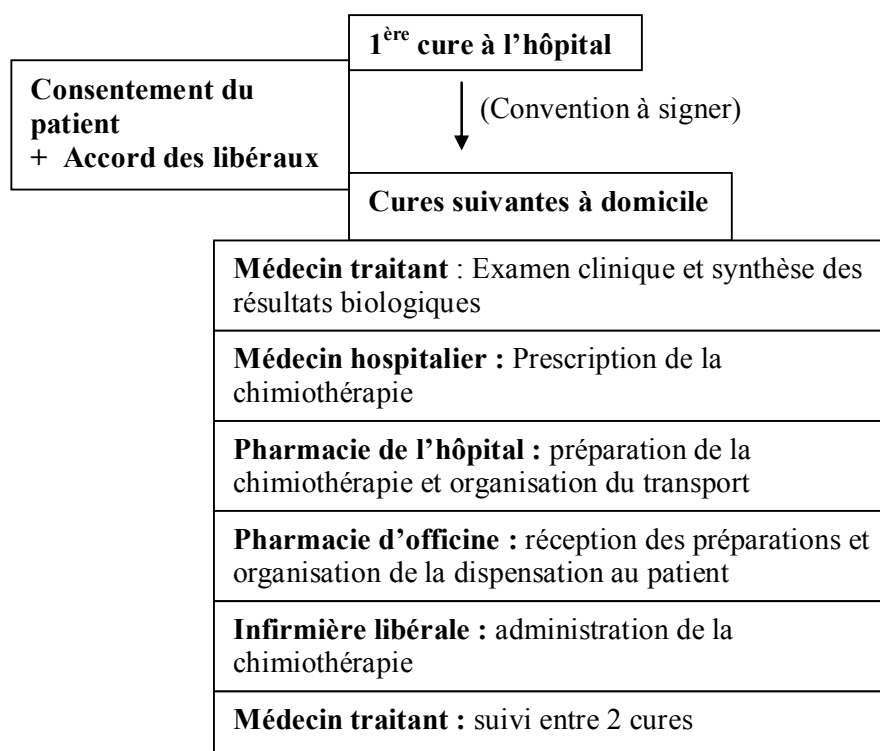 1ère cure à l’hôpital
Consentement du
patient
+ Accord des libéraux
(Convention à signer)
Cures suivantes à domicile
Médecin traitant : Examen clinique et synthèse des
résultats biologiques
Médecin hospitalier : Prescription de la
chimiothérapie
Pharmacie de l’hôpital : préparation de la
chimiothérapie et organisation du transport
Pharmacie d’officine : réception des préparations et
organisation de la dispensation au patient
Infirmière libérale : administration de la
chimiothérapie
Médecin traitant : suivi entre 2 cures